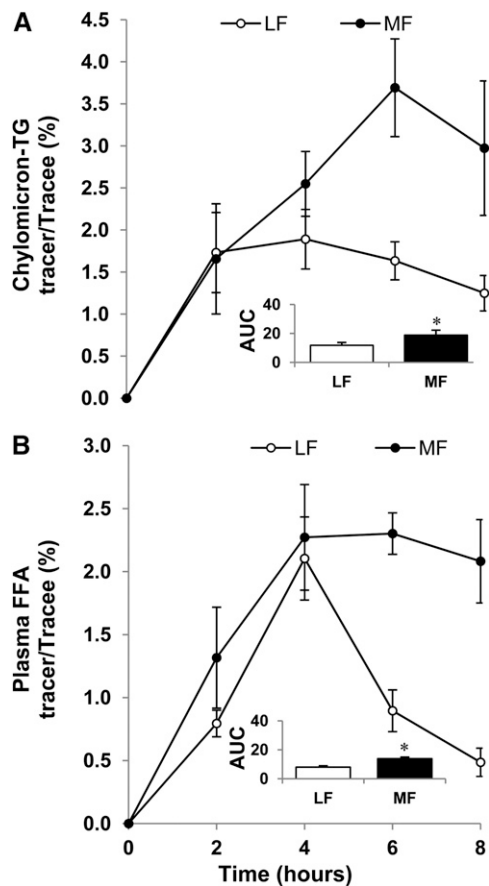 A
LF MF
Chylomicron-TG
tracer/Tracee (%)
4.5
4.0
3.5
3.0
2.5
2.0
1.5
1.0
0.5
0.0
AUC
40
20
0
*
LF MF
B
LF MF
Plasma FFA
tracer/Tracee (%)
3.0
2.5
2.0
1.5
1.0
0.5
0.0
AUC
40
20
0
*
LF MF
0 2 4 6 8
Time (hours)